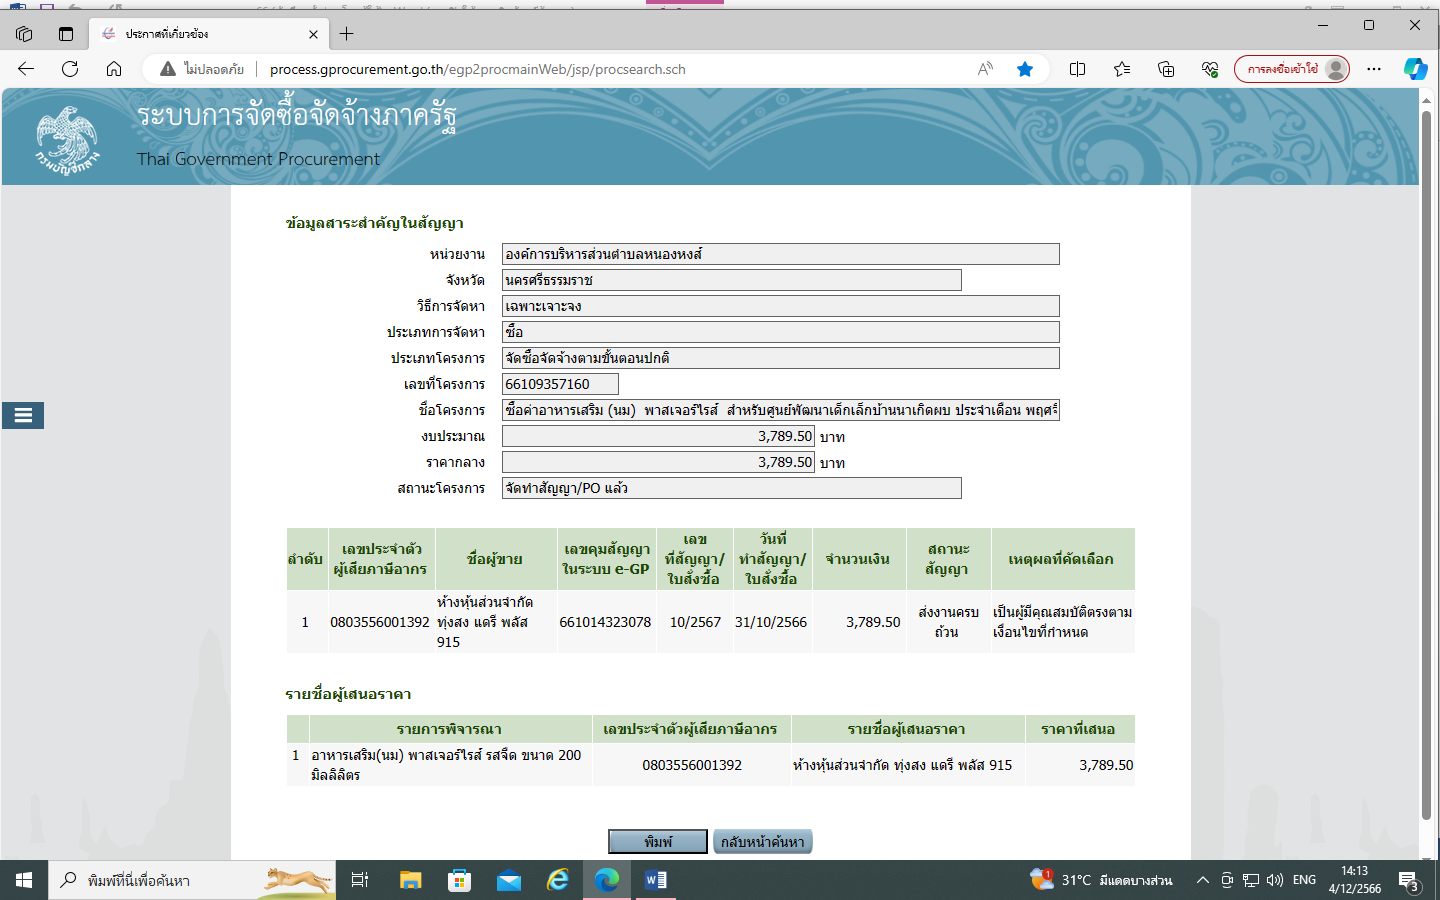 ประกาศที่เกี่ยวข้อง
ไม่ปลอดภัย
process.gprocurement.go.th/egp2procmainWeb/jsp/procsearch.sch
การลงชื่อเข้าใช้
ระบบการจัดซื้อจัดจ้างภาครัฐ
Thai Government Procurement
กรมบัญชีกลาง
ข้อมูลสาระสำคัญในสัญญา
หน่วยงาน องค์การบริหารส่วนตำบลหนองหงส์
จังหวัด นครศรีธรรมราช
วิธีการจัดหา เฉพาะเจาะจง
ประเภทการจัดหา ซื้อ
ประเภทโครงการ จัดซื้อจัดจ้างตามขั้นตอนปกติ
เลขที่โครงการ 66109357160
ชื่อโครงการ ซื้อค่าอาหารเสริม (นม) พาสเจอร์ไรส์ สำหรับศูนย์พัฒนาเด็กเล็กบ้านนาเกิดผบ ประจำเดือน
งบประมาณ 3,789.50 บาท
ราคากลาง 3,789.50 บาท
สถานะโครงการ จัดทำสัญญา/PO แล้ว
ลำดับ
เลขประจำตัว
ผู้เสียภาษีอากร
ชื่อผู้ขาย
เลขคุมสัญญา
ในระบบ e-GP
เลข
ที่สัญญา/
ใบสั่งซื้อ
วันที่
ทำสัญญา/
ใบสั่งซื้อ
จำนวนเงิน
สถานะ
สัญญา
เหตุผลที่คัดเลือก
1
0803556001392
ห้างหุ้นส่วนจำกัด
ทุ่งสง แดรี่ พลัส
915
661014323078
10/2567
31/10/2566
3,789.50
ส่งงานครบ
ถ้วน
เป็นผู้มีคุณสมบัติตรงตาม
เงื่อนไขที่กำหนด
รายชื่อผู้เสนอราคา
รายการพิจารณา เลขประจำตัวผู้เสียภาษีอากร รายชื่อผู้เสนอราคา ราคาที่เสนอ
1
อาหารเสริม(นม) พาสเจอร์ไรส์ รสจืด ขนาด 200
มิลลิลิตร
0803556001392
ห้างหุ้นส่วนจำกัด ทุ่งสง แดรี่ พลัส 915
3,789.50
พิมพ์ กลับหน้าค้นหา
พิมพ์ที่นี่เพื่อค้นหา
1
31°C มีแดดบางส่วน
ENG
14:13
4/12/2566
3